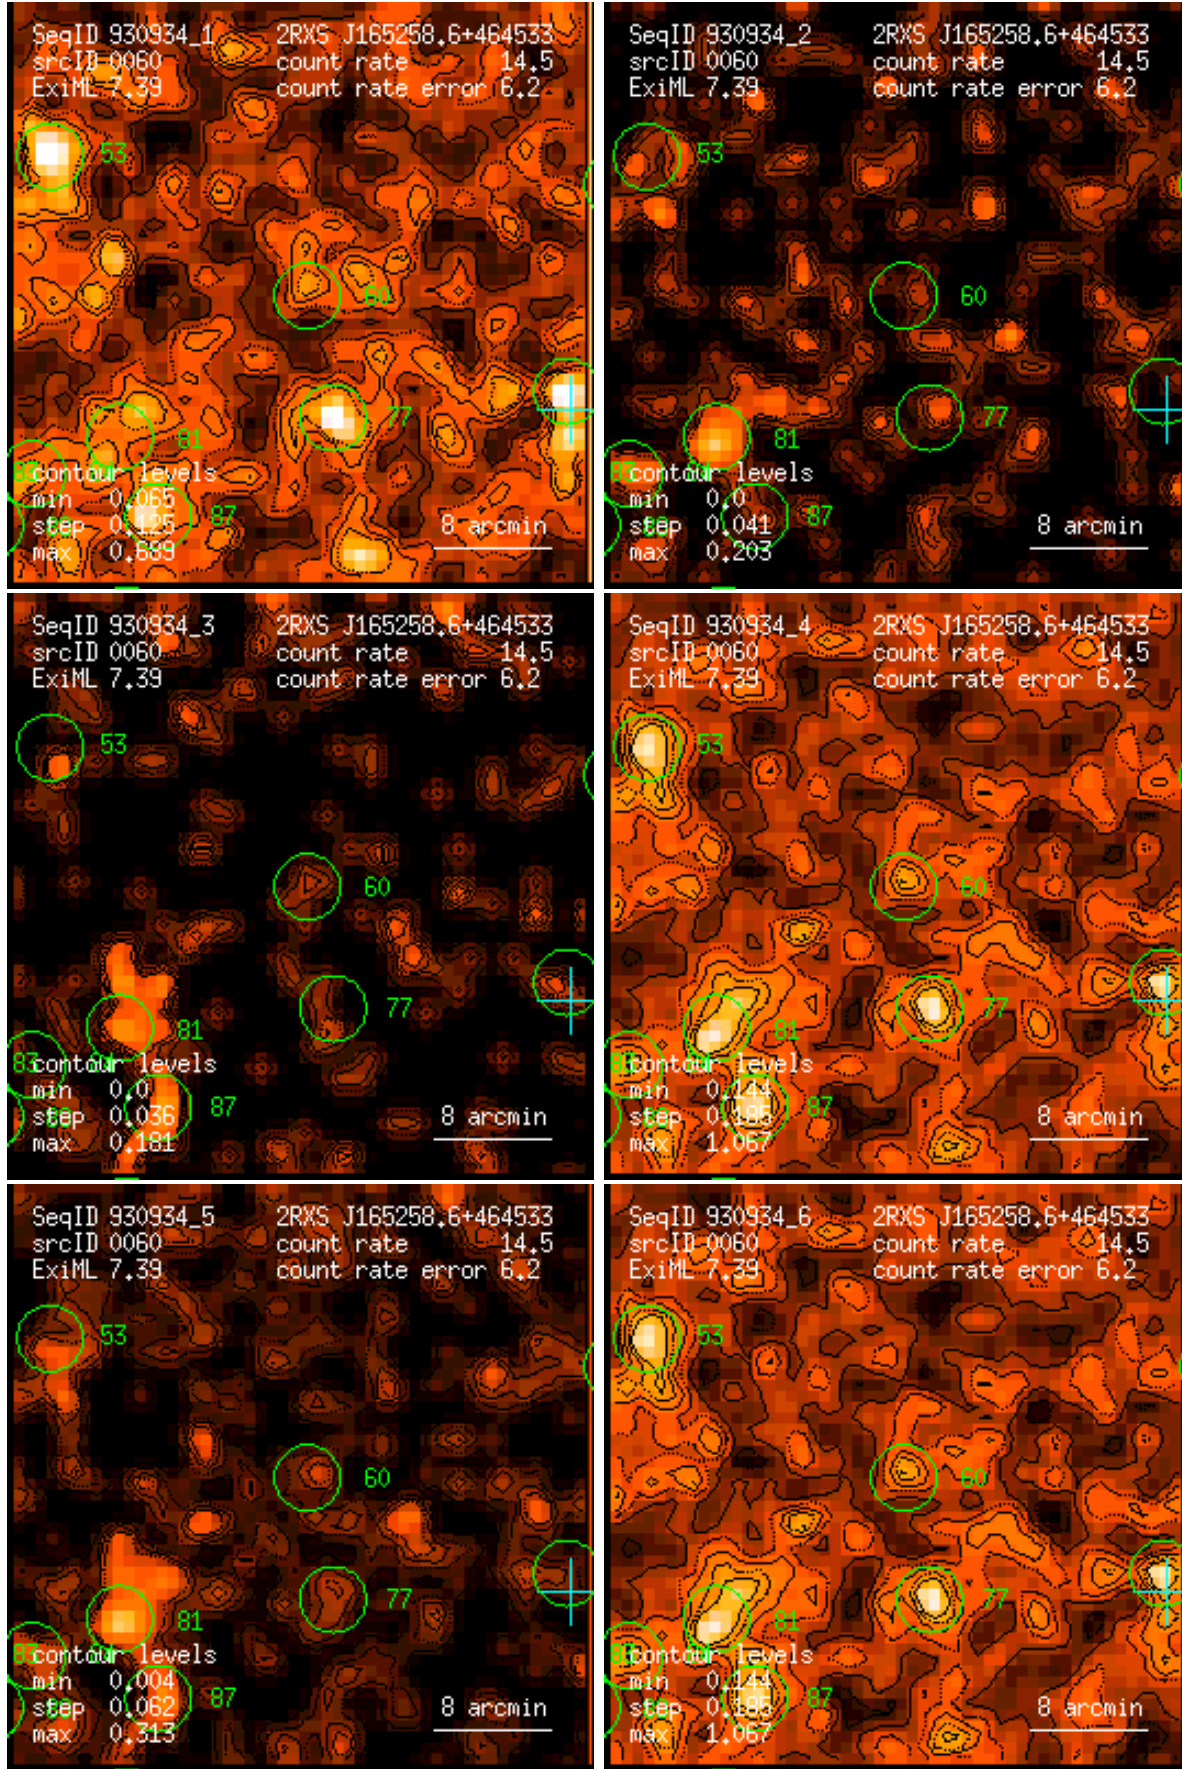 SeqID 930934_1 2RXS J165258.6+464533
srcID 0060 count rate 14.5
ExiML 7.39 count rate error 6.2
53
60
77
81
83
contour levels
min 0.065
step 0.125
87
8 arcmin
max 0.689
SeqID 930934_2 2RXS J165258.6+464533
srcID 0060 count rate 14.5
ExiML 7.39 count rate error 6.2
53
60
77
81
83
contour levels
min 0.0
step 0.041
87
8 arcmin
max 0.203
SeqID 930934_3 2RXS J165258.6+464533
srcID 0060 count rate 14.5
ExiML 7.39 count rate error 6.2
53
60
77
81
83
contour levels
min 0.0
step 0.036
87
8 arcmin
max 0.181
SeqID 930934_4 2RXS J165258.6+464533
srcID 0060 count rate 14.5
ExiML 7.39 count rate error 6.2
53
60
77
81
83
contour levels
min 0.144
step 0.185
87
8 arcmin
max 1.067
SeqID 930934_5 2RXS J165258.6+464533
srcID 0060 count rate 14.5
ExiML 7.39 count rate error 6.2
53
60
77
81
83
contour levels
min 0.004
step 0.062
87
8 arcmin
max 0.313
SeqID 930934_6 2RXS J165258.6+464533
srcID 0060 count rate 14.5
ExiML 7.39 count rate error 6.2
53
60
77
81
83
contour levels
min 0.144
step 0.185
87
8 arcmin
max 1.067